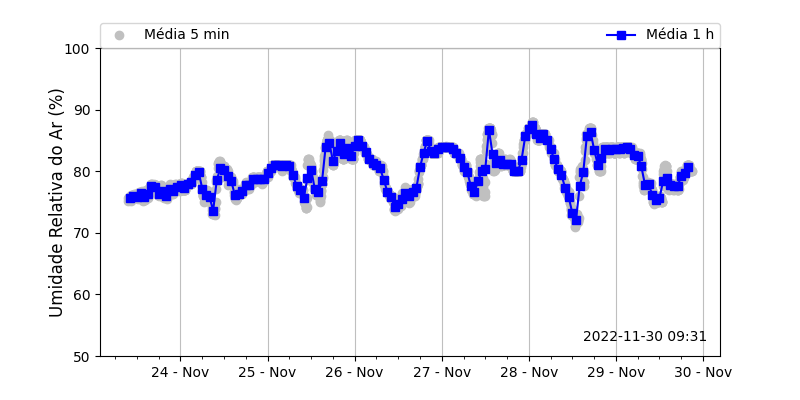 Média 5 min
Média 1 h
Umidade Relativa do Ar (%)
100
90
80
70
60
50
2022-11-30 09:31
24 - Nov
25 - Nov
26 - Nov
27 - Nov
28 - Nov
29 - Nov
30 - Nov